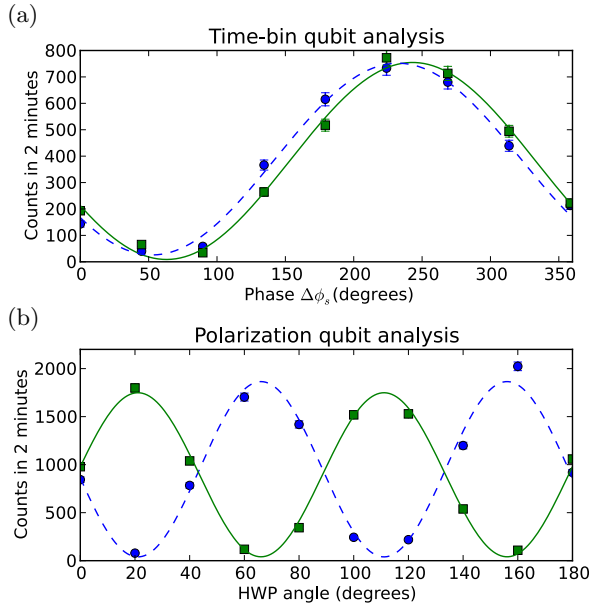 (a)
Time-bin qubit analysis
Counts in 2 minutes
800
700
600
500
400
300
200
100
0
0 50 100 150 200 250 300 350
Phase Δϕs (degrees)
(b)
Polarization qubit analysis
Counts in 2 minutes
2000
1500
1000
500
0
0 20 40 60 80 100 120 140 160 180
HWP angle (degrees)